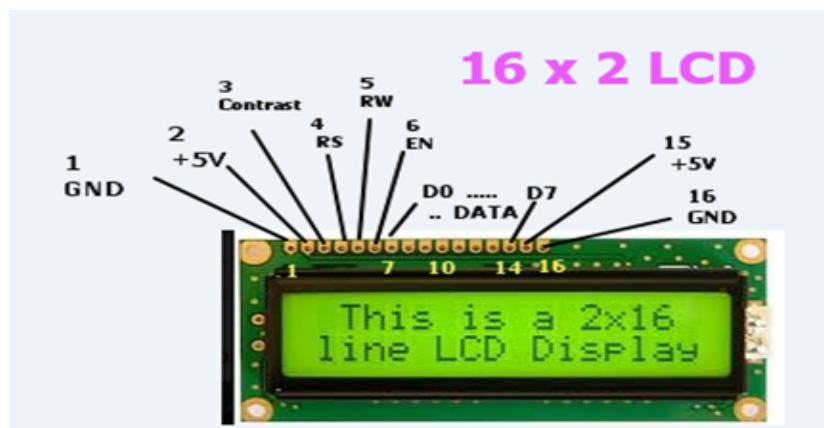 16 x 2 LCD
3
Contrast
5
RW
4
RS
6
EN
2
+5V
1
GND
D0 ..... D7
.. DATA
15
+5V
16
GND
1 7 10 14 16
This is a 2x16
line LCD Display